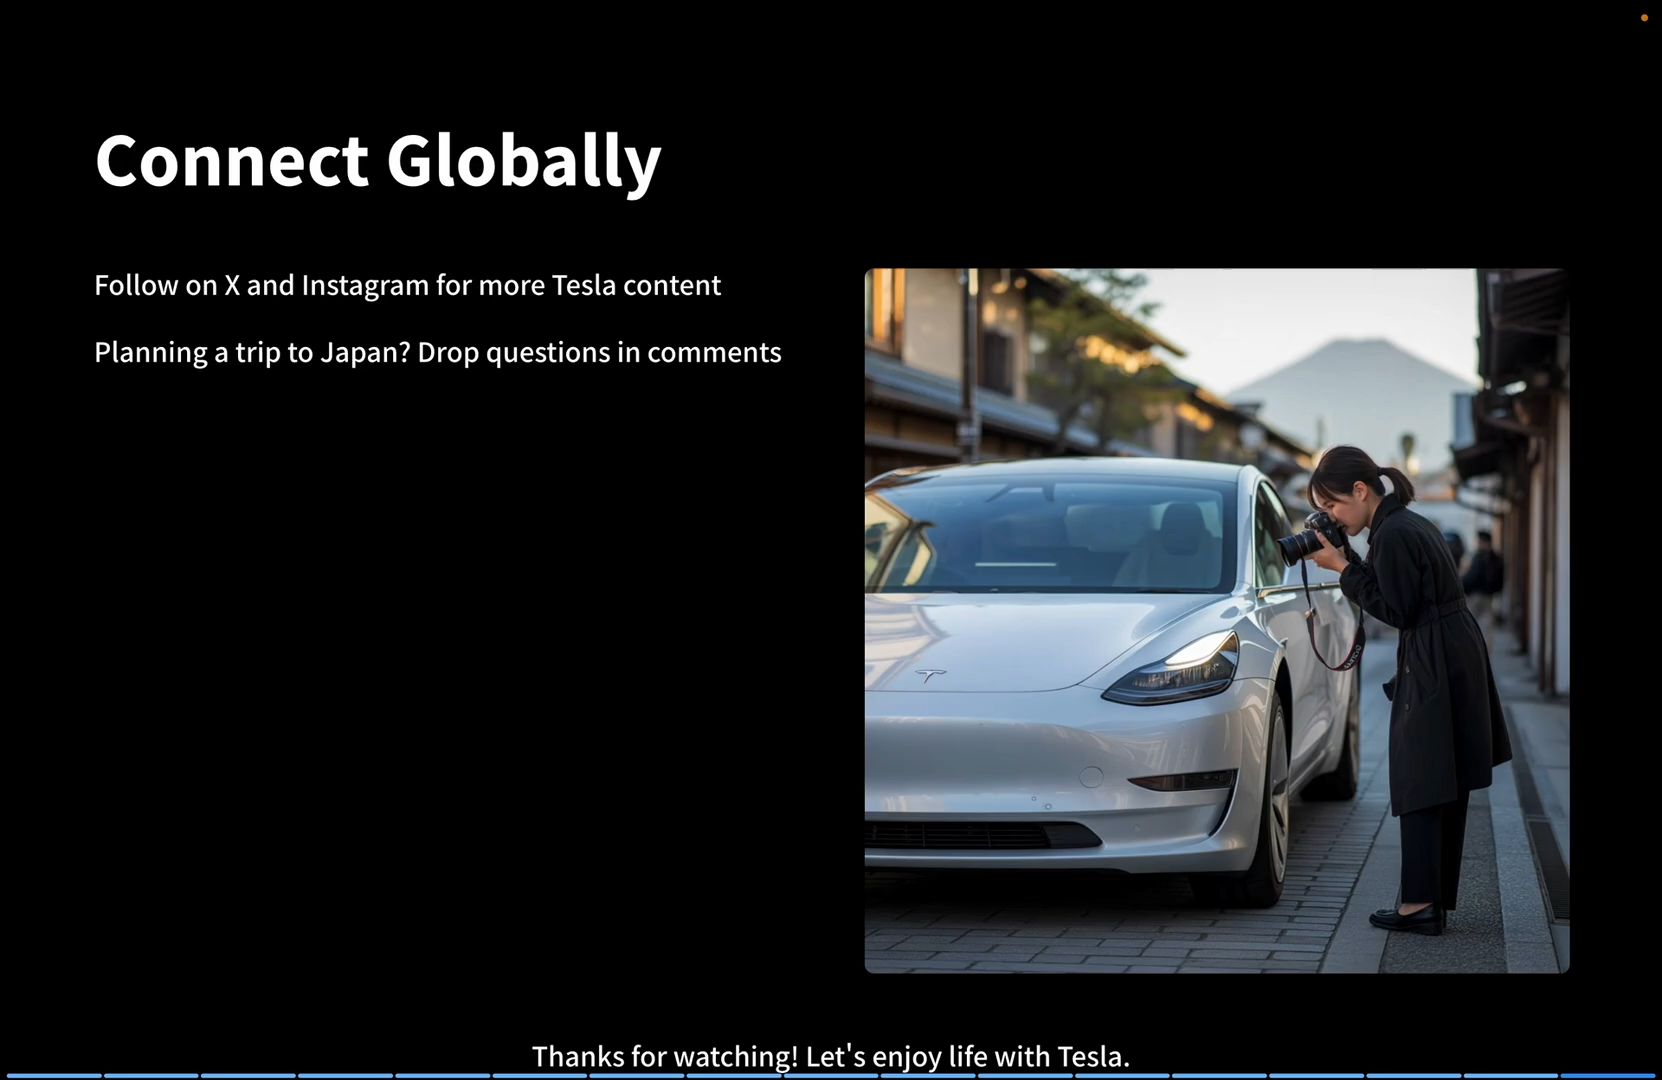 Connect Globally
Follow on X and Instagram for more Tesla content
Planning a trip to Japan? Drop questions in comments
Thanks for watching! Let's enjoy life with Tesla.